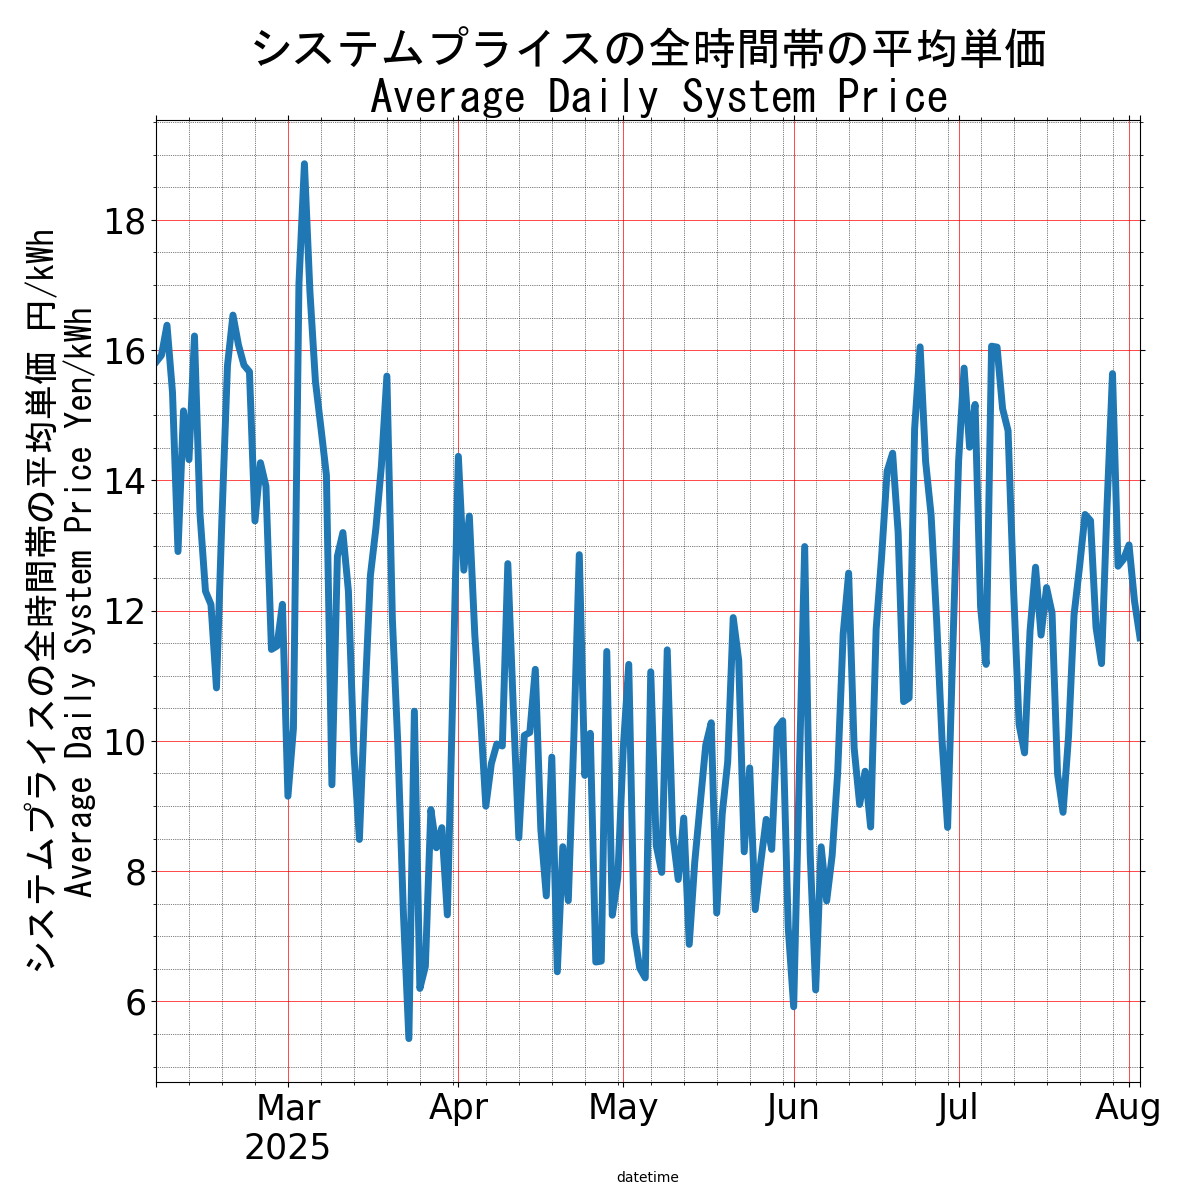 システムプライスの全時間帯の平均単価
Average Daily System Price
システムプライスの全時間帯の平均単価 円/kWh
Average Daily System Price Yen/kWh
18
16
14
12
10
8
6
Mar
2025
Apr
May
Jun
Jul
Aug
datetime